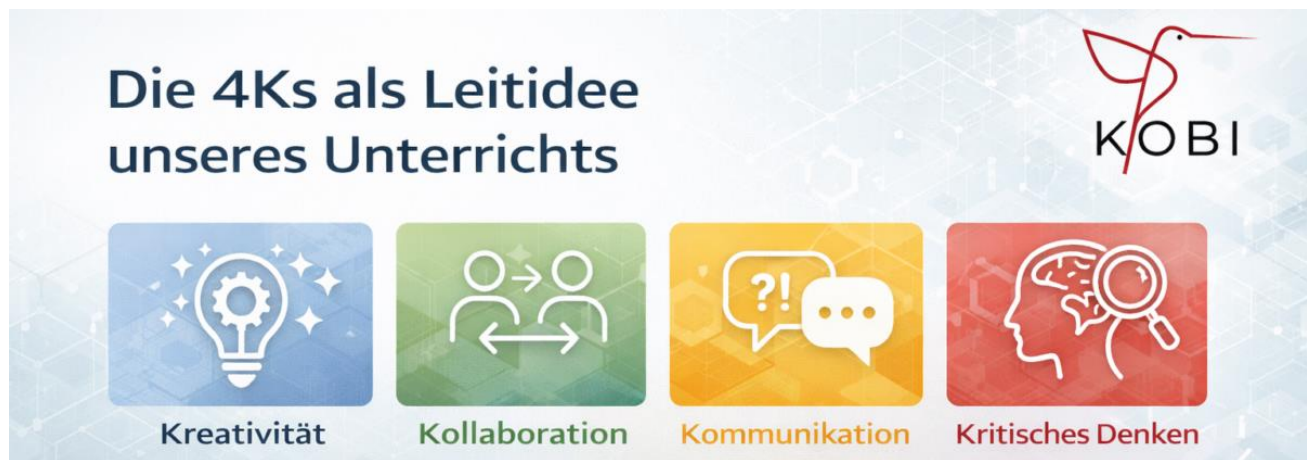 Die 4Ks als Leitidee
unseres Unterrichts
KOBI
?!
Kreativität
Kollaboration
Kommunikation
Kritisches Denken